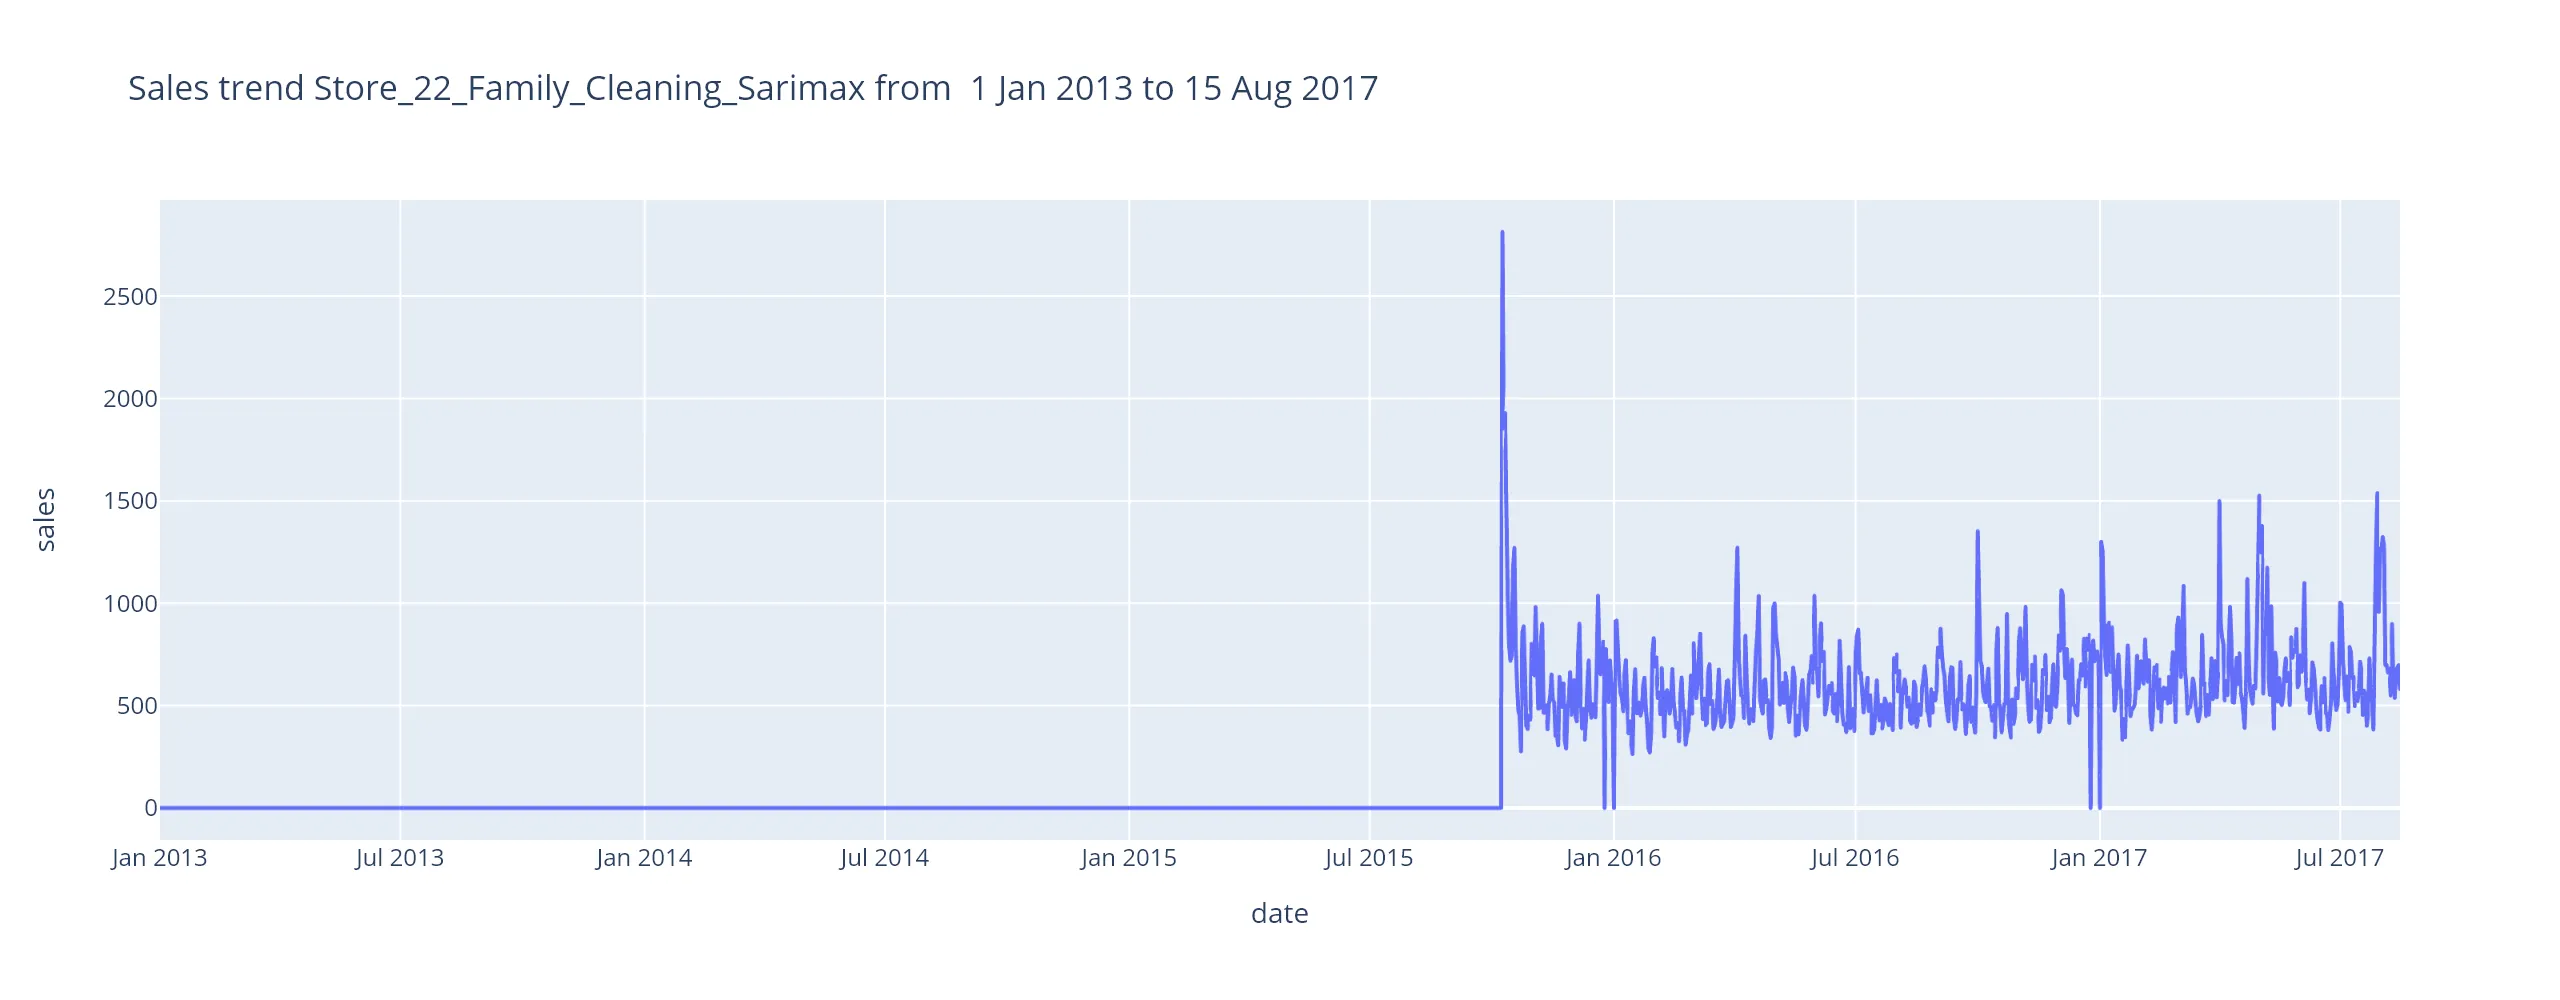 Sales trend Store_22_Family_Cleaning_Sarimax from  1 Jan 2013 to 15 Aug 2017
2500
2000
1500
1000
500
0
sales
Jan 2013 Jul 2013 Jan 2014 Jul 2014 Jan 2015 Jul 2015 Jan 2016 Jul 2016 Jan 2017 Jul 2017
date